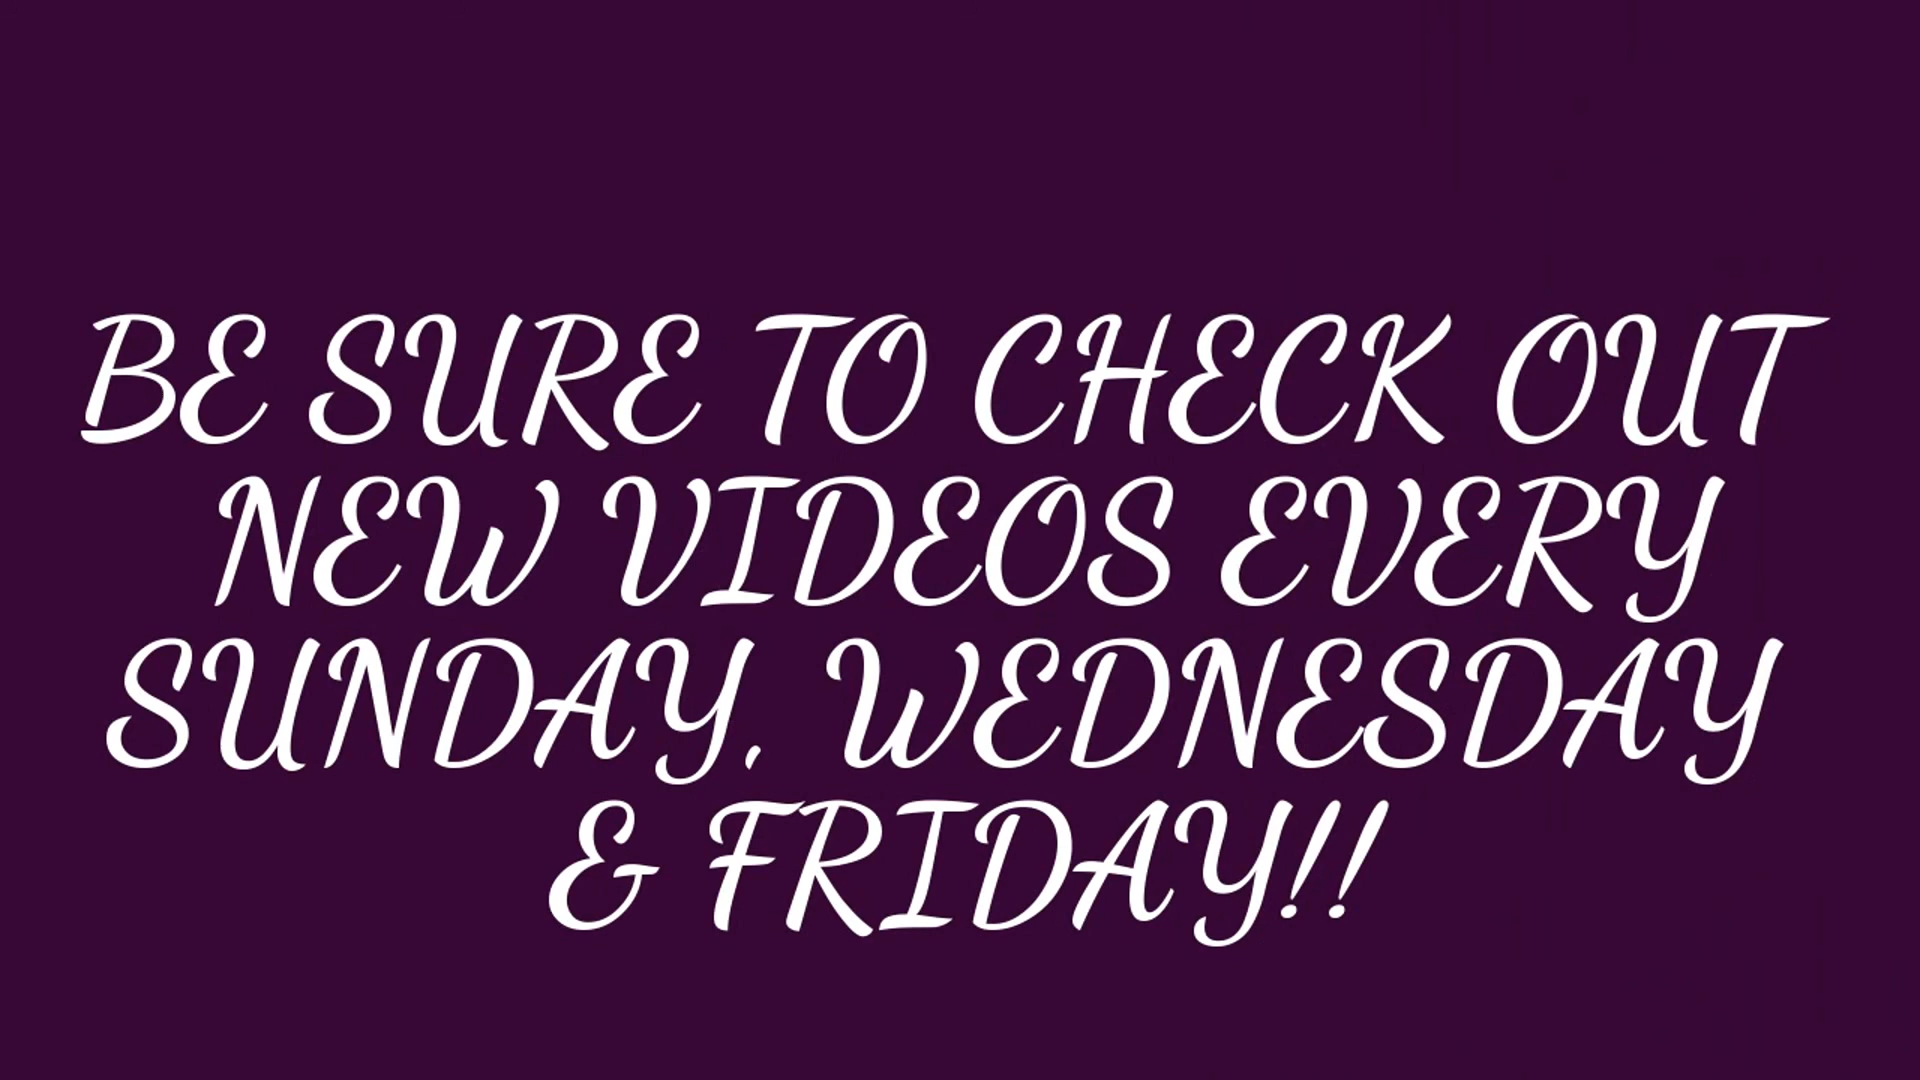 BE SURE TO CHECK OUT
NEW VIDEOS EVERY
SUNDAY, WEDNESDAY
& FRIDAY!!